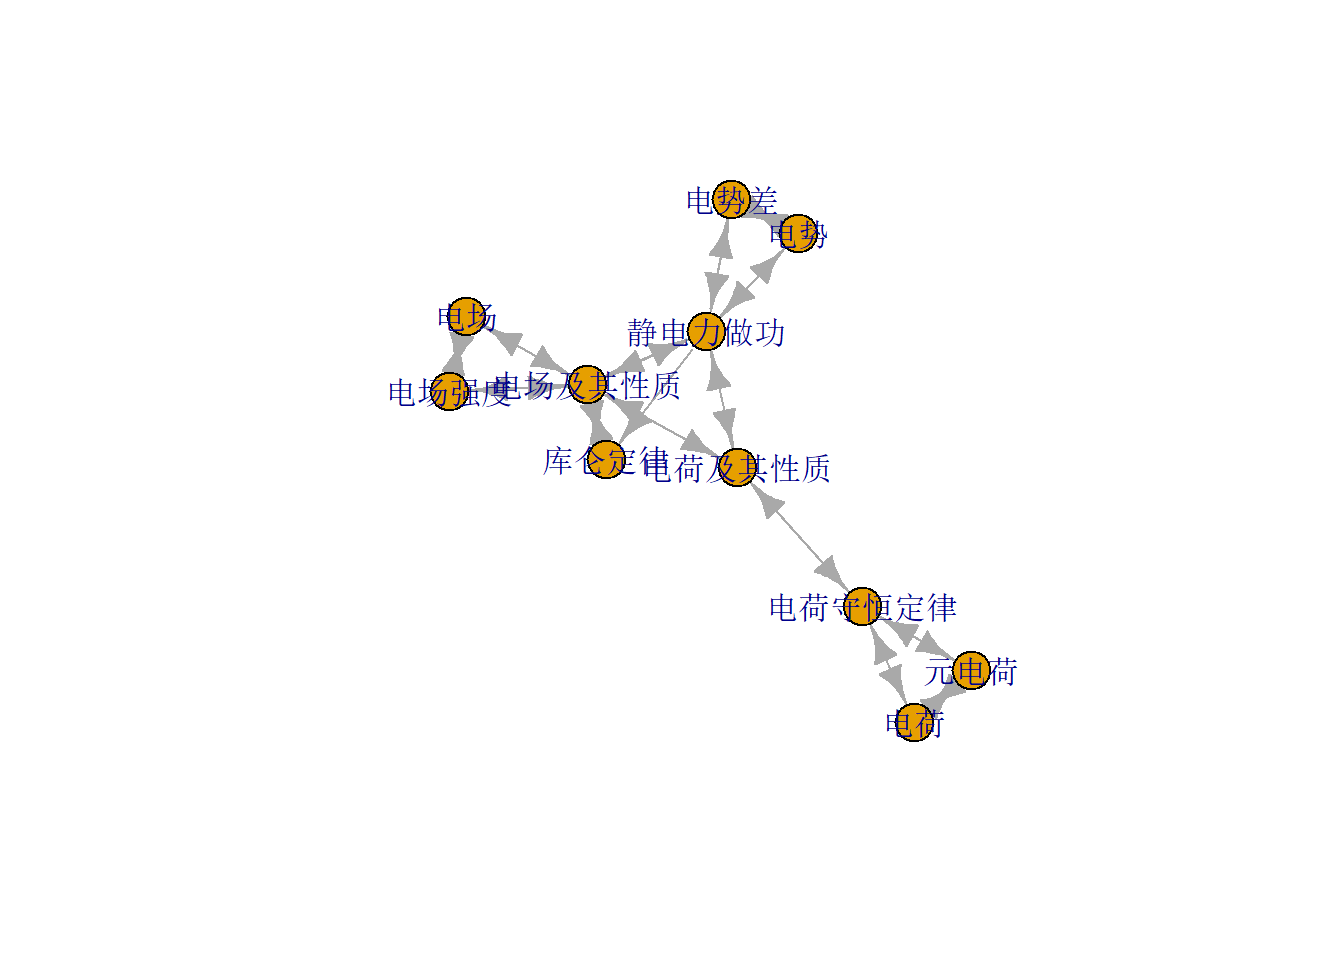 电势差
电势
电场
静电力做功
电场及其性质
电场强度
库仑定律
电荷及其性质
电荷守恒定律
元电荷
电荷